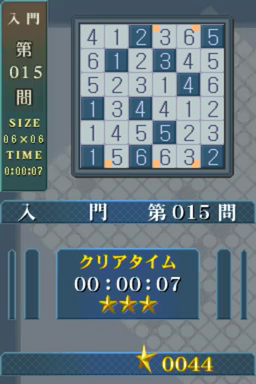 入門
第
015
問
SIZE
06×06
TIME
0:00:07
4 1 2 3 6 5
6 1 2 3 4 5
5 2 3 1 4 6
1 3 4 4 1 2
1 4 5 5 2 3
1 5 6 6 3 2
入 門 第015問
クリアタイム
00:00:07
0044